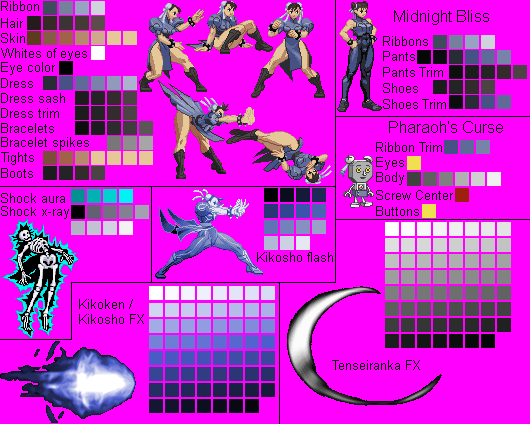 Ribbon
Hair
Skin
Whites of eyes
Eye color
Dress
Dress sash
Dress trim
Bracelets
Bracelet spikes
Tights
Boots
Midnight Bliss
Ribbons
Pants
Pants Trim
Shoes
Shoes Trim
Pharaoh's Curse
Ribbon Trim
Eyes
Body
Screw Center
Buttons
Shock aura
Shock x-ray
Kikosho flash
Kikoken /
Kikosho FX
Tenseiranka FX